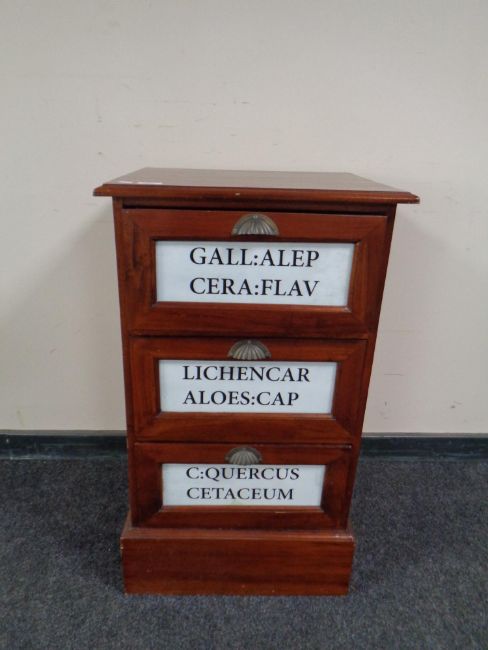 GALL:ALEP
CERA:FLAV
LICHENCAR
ALOES:CAP
C:QUERCUS
CETACEUM